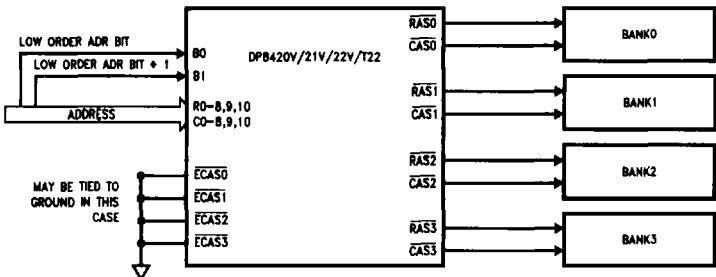 LOW ORDER ADR BIT
LOW ORDER ADR BIT + 1
ADDRESS
MAY BE TIED TO
GROUND IN THIS
CASE
DP8420V/21V/22V/T22
B0
B1
R0-8,9,10
C0-8,9,10
ECAS0
ECAS1
ECAS2
ECAS3
RAS0
CAS0
RAS1
CAS1
RAS2
CAS2
RAS3
CAS3
BANK0
BANK1
BANK2
BANK3